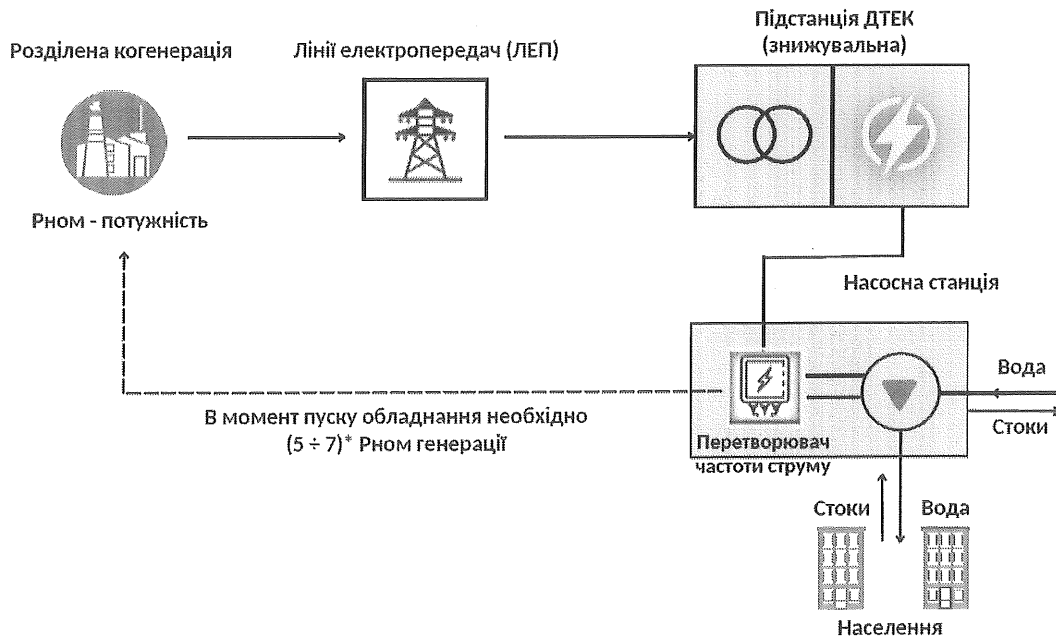 Підстанція ДТЕК
(знижувальна)
Розділена когенерація
Лінії електропередач (ЛЕП)
Рном - потужність
Насосна станція
Вода
Стоки
В момент пуску обладнання необхідно
(5 ÷ 7)* Рном генерації
Перетворювач
частоти струму
Стоки
Вода
Населення